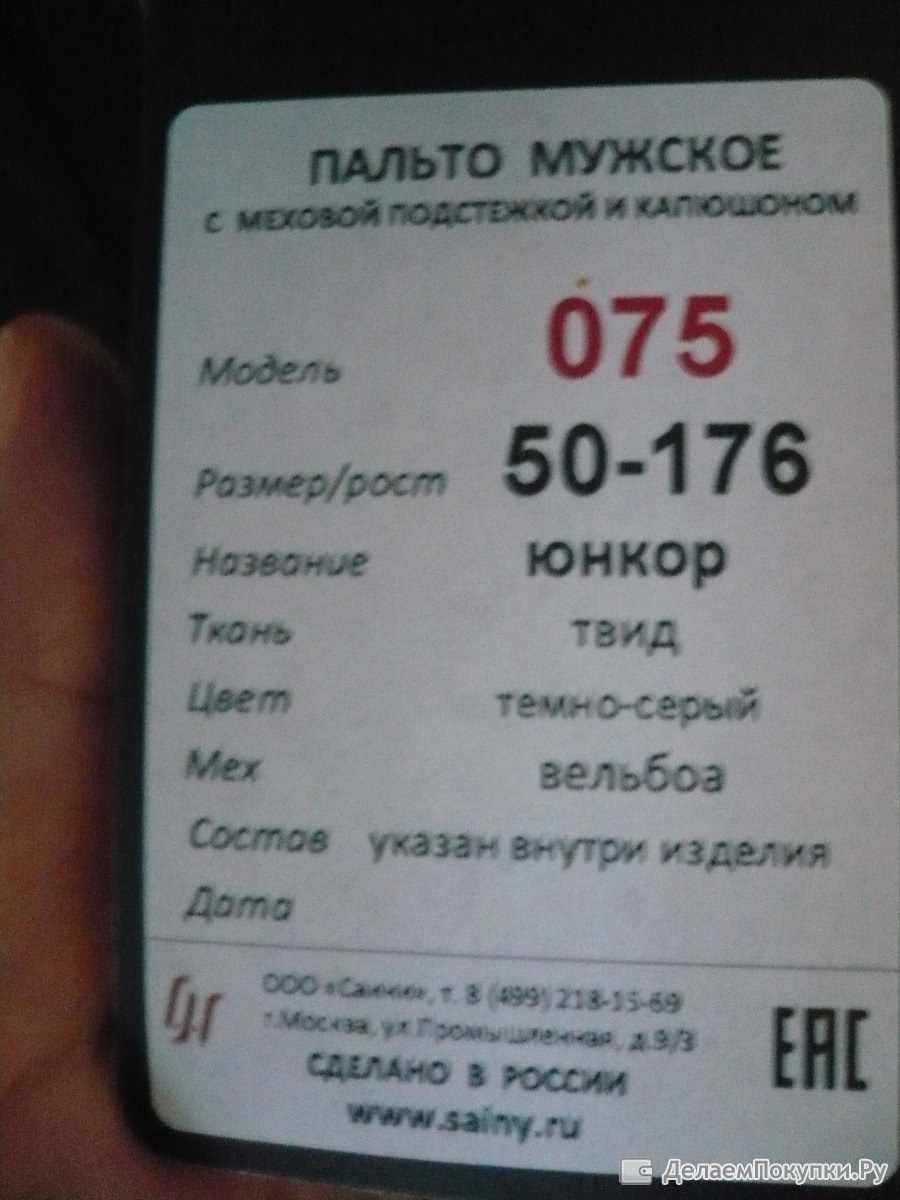 ПАЛЬТО МУЖСКОЕ
С МЕХОВОЙ ПОДСТЕЖКОЙ И КАПЮШОНОМ
Модель 075
Размер/рост 50-176
Название юнкор
Ткань твид
Цвет темно-серый
Мех вельбоа
Состав указан внутри изделия
Дата
ООО «Саини», т. 8 (499) 218-15-69
г.Москва, ул.Промышленная, д.9/3
СДЕЛАНО В РОССИИ
www.sainy.ru
EAC
ДелаемПокупки.Ру